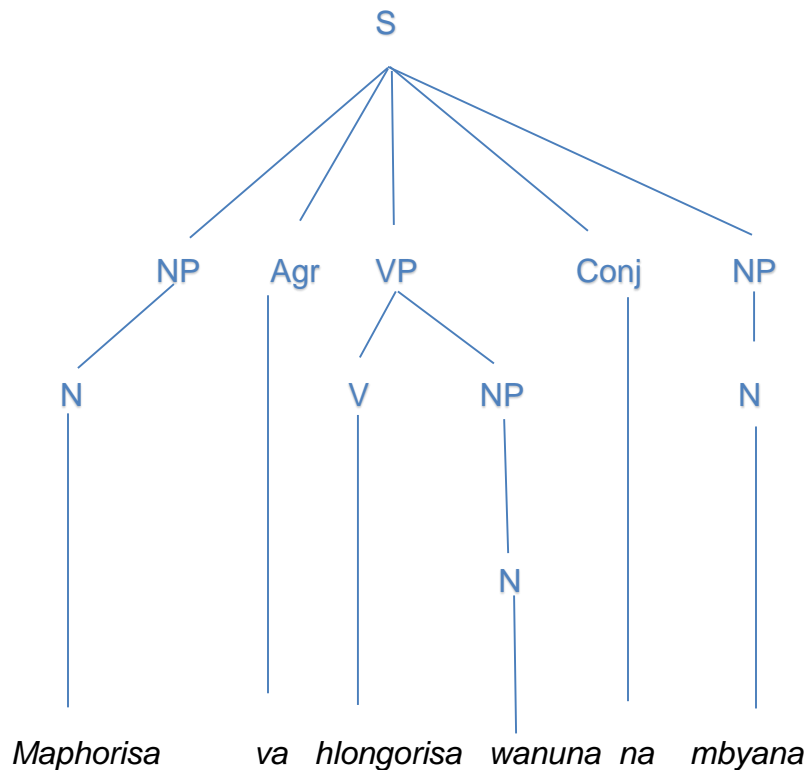 S
NP Agr VP Conj NP
N V NP N
N
Maphorisa va hlongorisa wanuna na mbyana